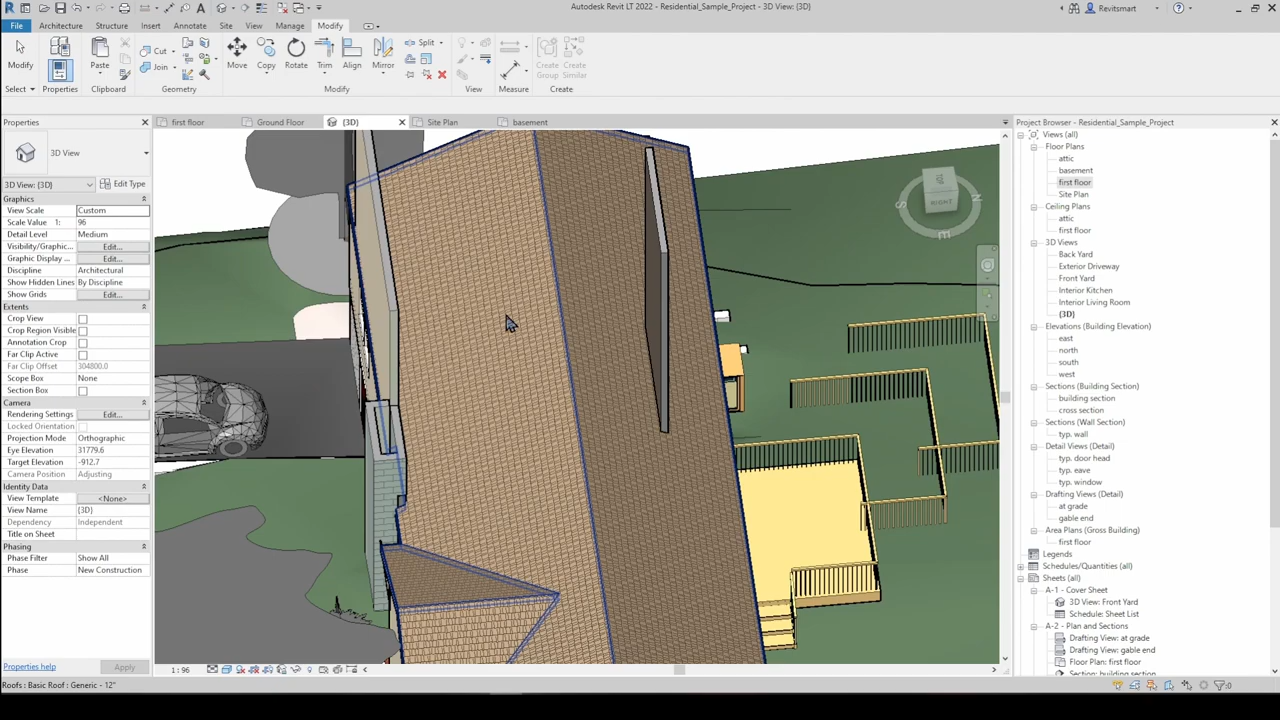 Autodesk Revit LT 2022 - Residential_Sample_Project - 3D View: {3D}
Revitsmart
File Architecture Structure Insert Annotate Site View Manage Modify
Modify Paste Cut Join Move Copy Rotate Trim Align Mirror Split Create Group Create Similar
Select Properties Clipboard Geometry Modify View Measure Create
Properties
first floor Ground Floor {3D} Site Plan basement
Project Browser - Residential_Sample_Project
3D View
3D View: {3D} Edit Type
Graphics
View Scale Custom
Scale Value 1: 96
Detail Level Medium
Visibility/Graphic... Edit...
Graphic Display ... Edit...
Discipline Architectural
Show Hidden Lines By Discipline
Show Grids Edit...
Extents
Crop View
Crop Region Visible
Annotation Crop
Far Clip Active
Far Clip Offset 304800.0
Scope Box None
Section Box
Camera
Rendering Settings Edit...
Locked Orientation
Projection Mode Orthographic
Eye Elevation 31779.6
Target Elevation -912.7
Camera Position Adjusting
Identity Data
View Template <None>
View Name {3D}
Dependency Independent
Title on Sheet
Phasing
Phase Filter Show All
Phase New Construction
Properties help Apply
TOP
RIGHT
S
N
E
Views (all)
Floor Plans
attic
basement
first floor
Site Plan
Ceiling Plans
attic
first floor
3D Views
Back Yard
Exterior Driveway
Front Yard
Interior Kitchen
Interior Living Room
{3D}
Elevations (Building Elevation)
east
north
south
west
Sections (Building Section)
building section
cross section
Sections (Wall Section)
typ. wall
Detail Views (Detail)
typ. door head
typ. eave
typ. window
Drafting Views (Detail)
at grade
gable end
Area Plans (Gross Building)
first floor
Legends
Schedules/Quantities (all)
Sheets (all)
A-1 - Cover Sheet
3D View: Front Yard
Schedule: Sheet List
A-2 - Plan and Sections
Drafting View: at grade
Drafting View: gable end
Floor Plan: first floor
Section: building section
1 : 96
Roofs : Basic Roof : Generic - 12"
:0